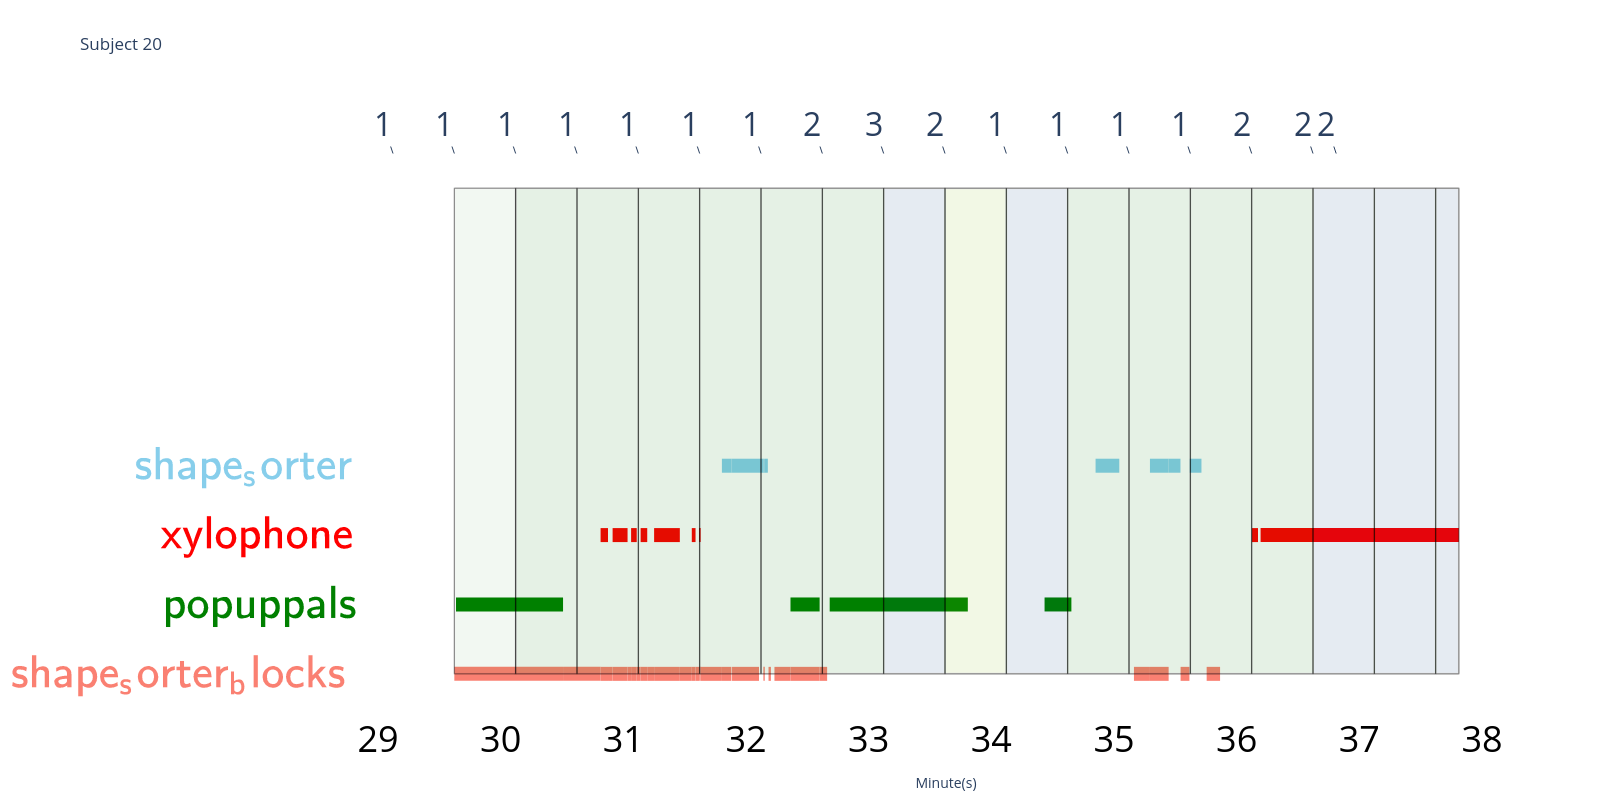 Subject 20
1 1 1 1 1 1 1 2 3 2 1 1 1 1 2 2 2
shapesorter
xylophone
popuppals
shapesorterblocks
29 30 31 32 33 34 35 36 37 38
Minute(s)